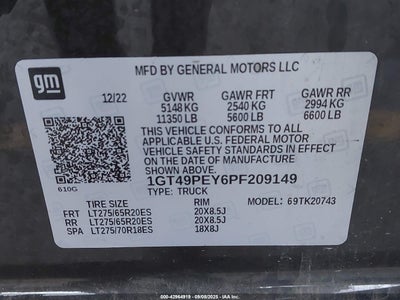 gm
MFD BY GENERAL MOTORS LLC
12/22 GVWR GAWR FRT GAWR RR
5148 KG 2540 KG 2994 KG
11350 LB 5600 LB 6600 LB
THIS VEHICLE CONFORMS TO ALL
APPLICABLE U.S. FEDERAL MOTOR
VEHICLE SAFETY STANDARDS IN
EFFECT ON THE DATE OF
MANUFACTURE SHOWN ABOVE.
1GT49PEY6PF209149
610G TYPE: TRUCK
TIRE SIZE RIM MODEL: 69TK20743
FRT LT275/65R20ES 20X8.5J
RR LT275/65R20ES 20X8.5J
SPA LT275/70R18ES 18X8J
ID: 000-42964919 - 09/09/2025 - IAA Inc.